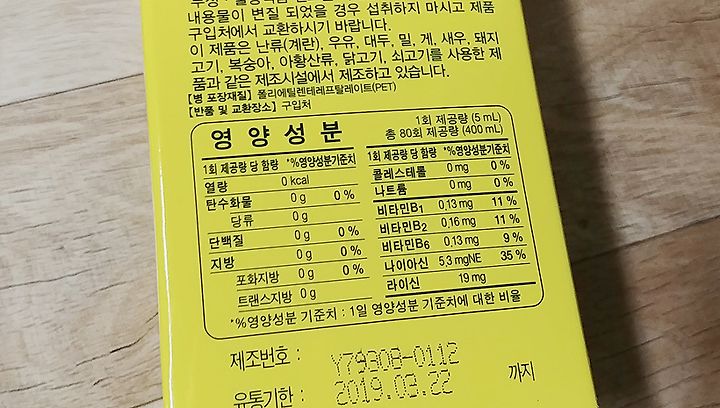 내용물이 변질 되었을 경우 섭취하지 마시고 제품
구입처에서 교환하시기 바랍니다.
이 제품은 난류(계란), 우유, 대두, 밀, 게, 새우, 돼지
고기, 복숭아, 아황산류, 닭고기, 쇠고기를 사용한 제
품과 같은 제조시설에서 제조하고 있습니다.
[병 포장재질] 폴리에틸렌테레프탈레이트(PET)
[반품 및 교환장소] 구입처
영양성분
1회 제공량 (5 mL)
총 80회 제공량 (400 mL)
1회 제공량 당 함량 *%영양성분기준치
열량 0 kcal
탄수화물 0 g 0 %
당류 0 g
단백질 0 g 0 %
지방 0 g 0 %
포화지방 0 g 0 %
트랜스지방 0 g
1회 제공량 당 함량 *%영양성분기준치
콜레스테롤 0 mg 0 %
나트륨 0 mg 0 %
비타민B1 0.13 mg 11 %
비타민B2 0.16 mg 11 %
비타민B6 0.13 mg 9 %
나이아신 5.3 mgNE 35 %
라이신 19 mg
*%영양성분 기준치 : 1일 영양성분 기준치에 대한 비율
제조번호 : Y79308-0112
유통기한 : 2019.03.22 까지